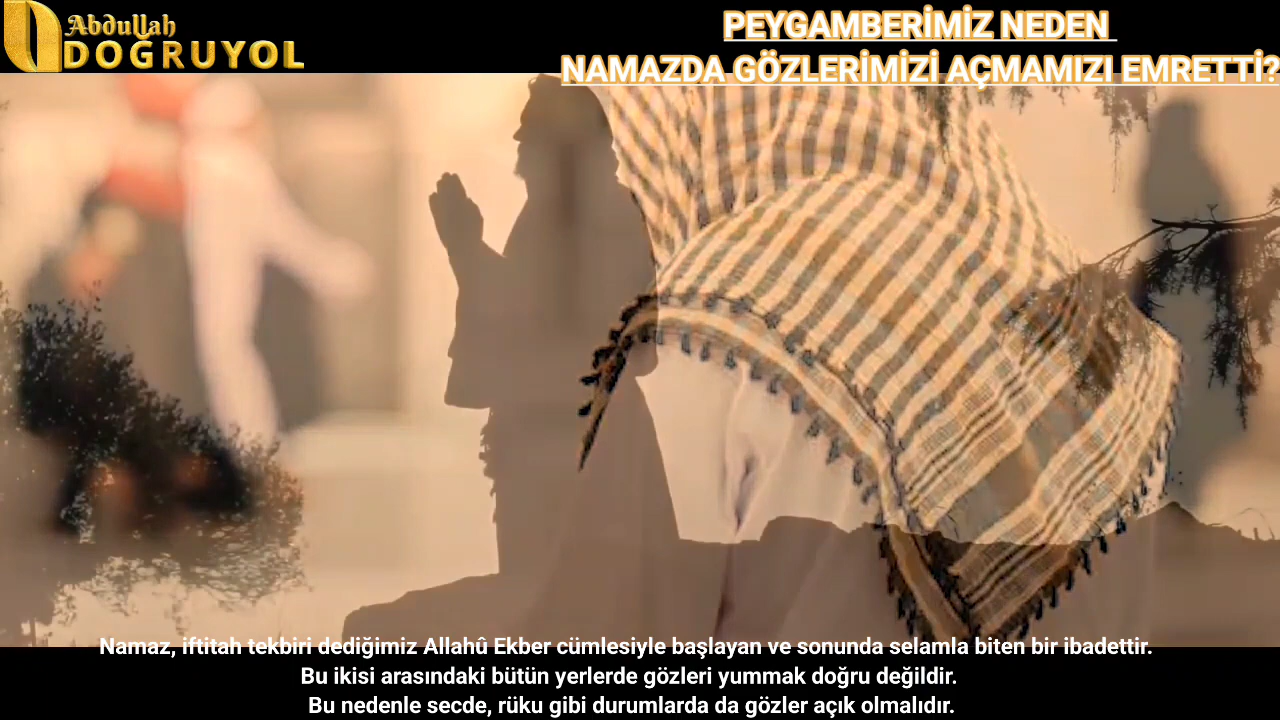 Abdullah
DOĞRUYOL
PEYGAMBERİMİZ NEDEN
NAMAZDA GÖZLERİMİZİ AÇMAMIZI EMRETTİ?
Namaz, iftitah tekbiri dediğimiz Allahû Ekber cümlesiyle başlayan ve sonunda selamla biten bir ibadettir.
Bu ikisi arasındaki bütün yerlerde gözleri yummak doğru değildir.
Bu nedenle secde, rüku gibi durumlarda da gözler açık olmalıdır.